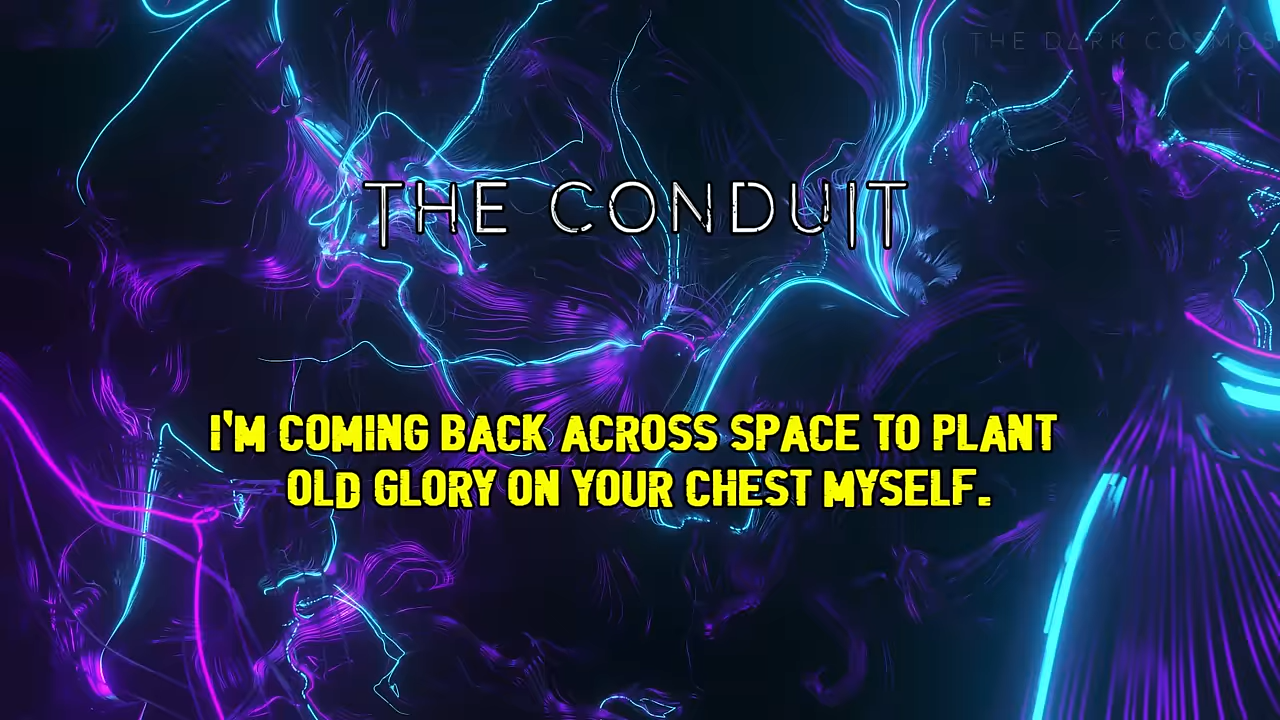 THE DARK COSMOS
THE CONDUIT
I'M COMING BACK ACROSS SPACE TO PLANT
OLD GLORY ON YOUR CHEST MYSELF.